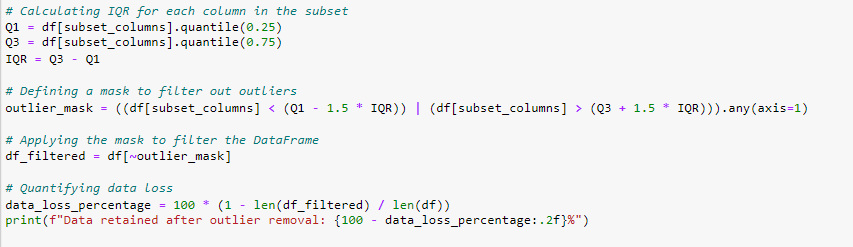 # Calculating IQR for each column in the subset
Q1 = df[subset_columns].quantile(0.25)
Q3 = df[subset_columns].quantile(0.75)
IQR = Q3 - Q1
# Defining a mask to filter out outliers
outlier_mask = ((df[subset_columns] < (Q1 - 1.5 * IQR)) | (df[subset_columns] > (Q3 + 1.5 * IQR))).any(axis=1)
# Applying the mask to filter the DataFrame
df_filtered = df[~outlier_mask]
# Quantifying data loss
data_loss_percentage = 100 * (1 - len(df_filtered) / len(df))
print(f"Data retained after outlier removal: {100 - data_loss_percentage:.2f}%")